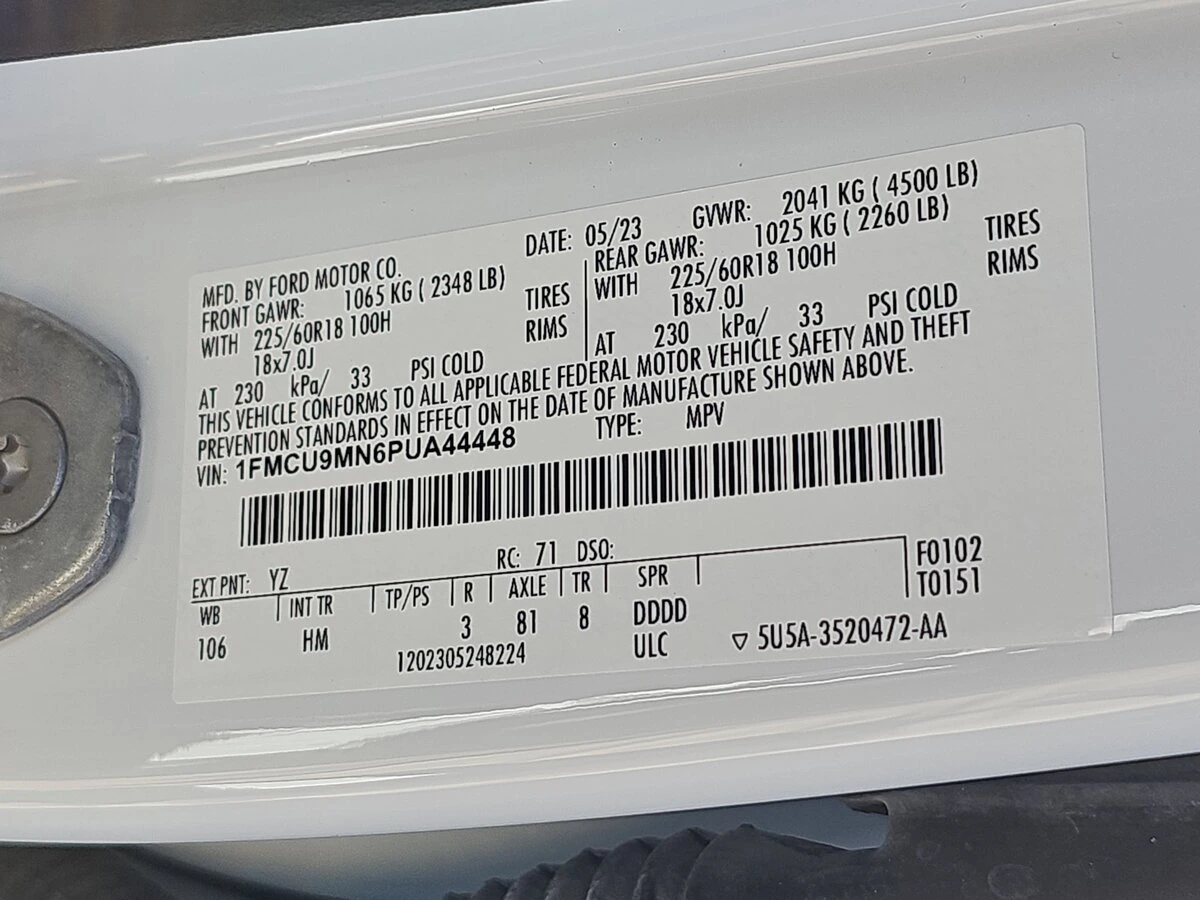 MFD. BY FORD MOTOR CO. DATE: 05/23 GVWR: 2041 KG ( 4500 LB)
FRONT GAWR: 1065 KG ( 2348 LB) REAR GAWR: 1025 KG ( 2260 LB)
WITH 225/60R18 100H TIRES WITH 225/60R18 100H TIRES
18x7.0J RIMS 18x7.0J RIMS
AT 230 kPa/ 33 PSI COLD AT 230 kPa/ 33 PSI COLD
THIS VEHICLE CONFORMS TO ALL APPLICABLE FEDERAL MOTOR VEHICLE SAFETY AND THEFT
PREVENTION STANDARDS IN EFFECT ON THE DATE OF MANUFACTURE SHOWN ABOVE.
VIN: 1FMCU9MN6PUA44448 TYPE: MPV
EXT PNT: YZ RC: 71 DSO: F0102
WB INT TR TP/PS R AXLE TR SPR T0151
106 HM 3 81 8 DDDD
1202305248224 ULC ▽ 5U5A-3520472-AA